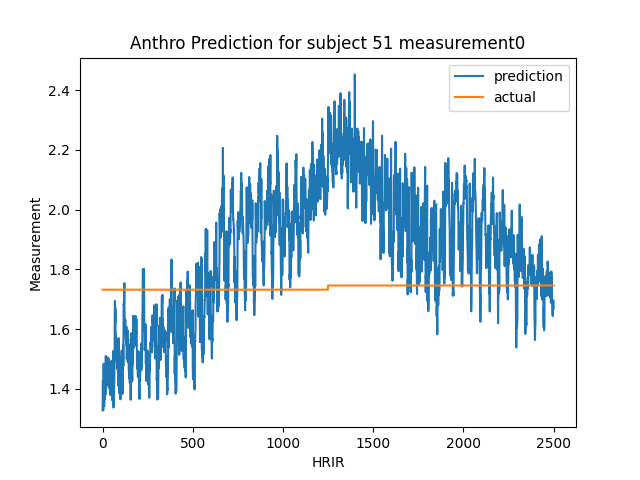 Anthro Prediction for subject 51 measurement0
prediction
actual
2.4
2.2
2.0
1.8
1.6
1.4
Measurement
0
500
1000
1500
2000
2500
HRIR